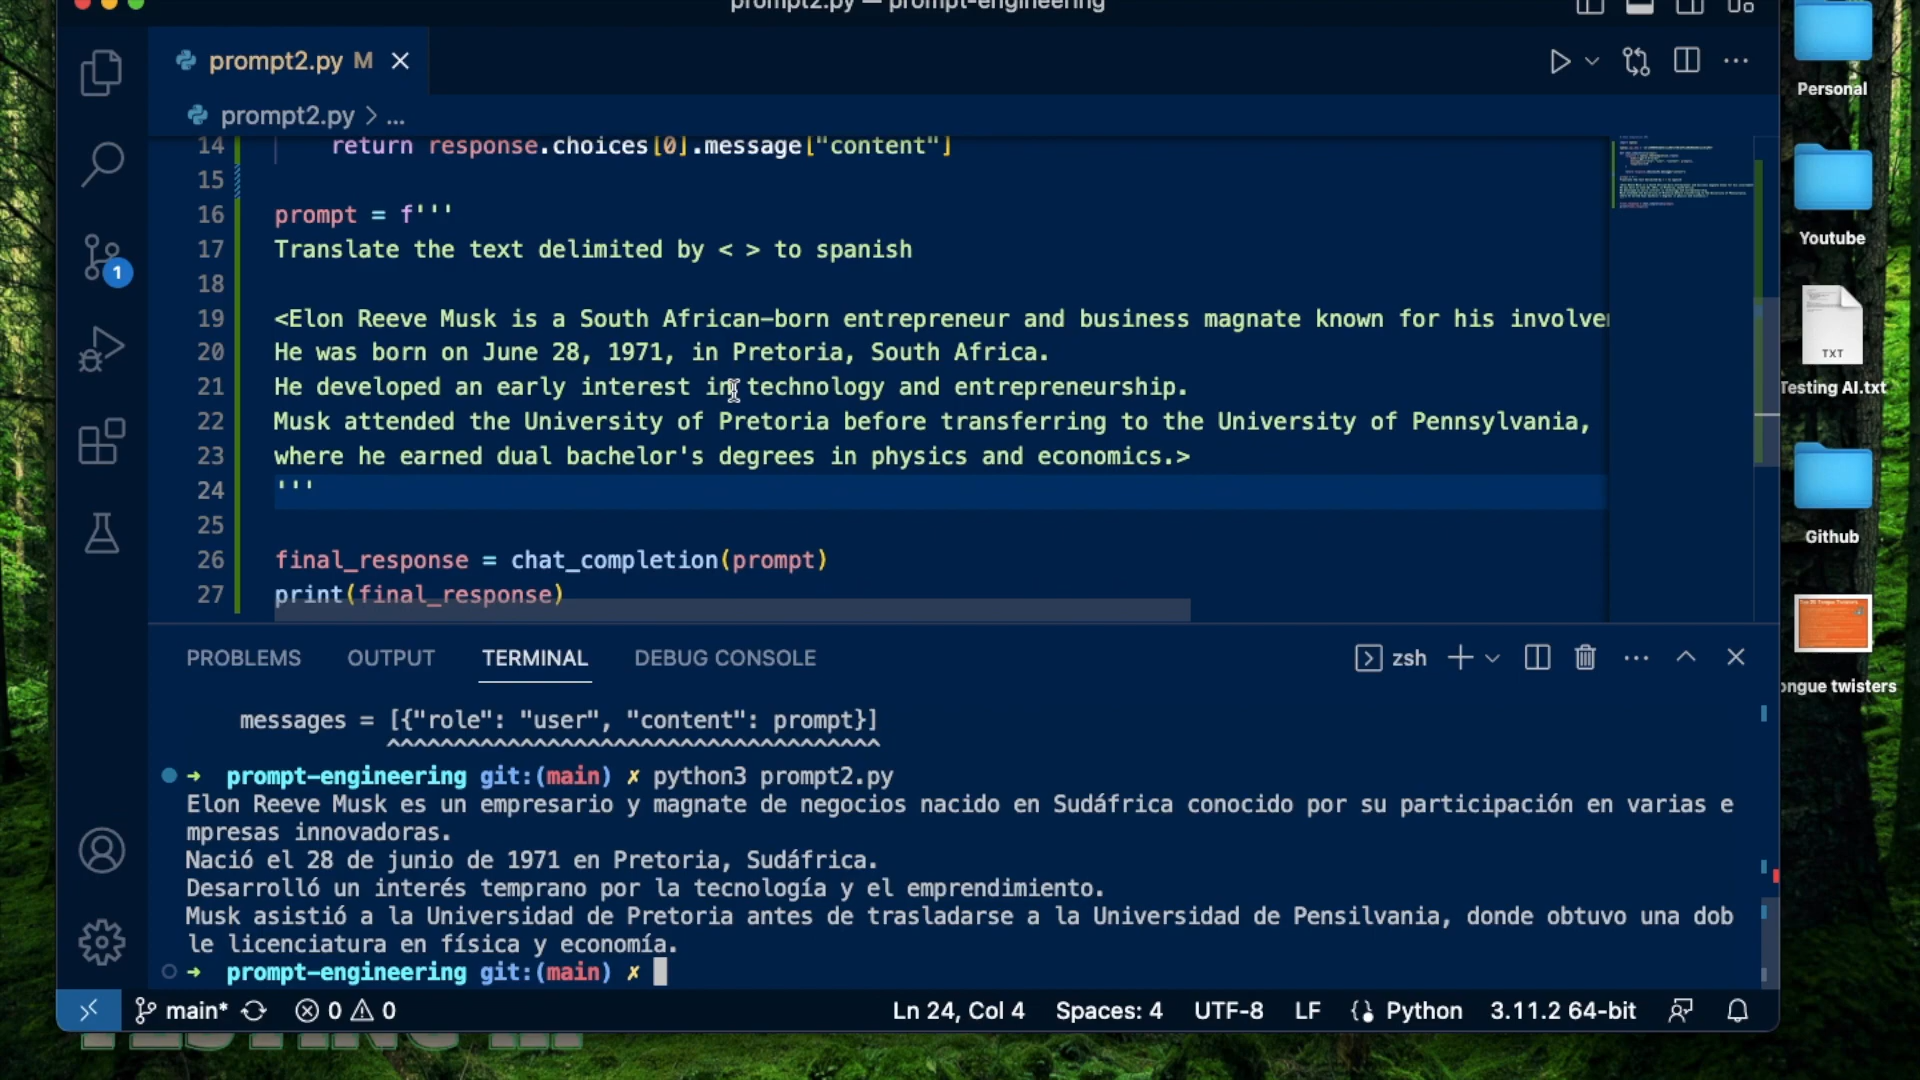 prompt2.py — prompt-engineering
prompt2.py M
prompt2.py > ...
14 return response.choices[0].message["content"]
15
16 prompt = f'''
17 Translate the text delimited by < > to spanish
18
19 <Elon Reeve Musk is a South African-born entrepreneur and business magnate known for his involve
20 He was born on June 28, 1971, in Pretoria, South Africa.
21 He developed an early interest in technology and entrepreneurship.
22 Musk attended the University of Pretoria before transferring to the University of Pennsylvania,
23 where he earned dual bachelor's degrees in physics and economics.>
24 '''
25
26 final_response = chat_completion(prompt)
27 print(final_response)
1
PROBLEMS OUTPUT TERMINAL DEBUG CONSOLE zsh
messages = [{"role": "user", "content": prompt}]
^^^^^^^^^^^^^^^^^^^^^^^^^^^^^^^^^^^^^
➜ prompt-engineering git:(main) ✗ python3 prompt2.py
Elon Reeve Musk es un empresario y magnate de negocios nacido en Sudáfrica conocido por su participación en varias e
mpresas innovadoras.
Nació el 28 de junio de 1971 en Pretoria, Sudáfrica.
Desarrolló un interés temprano por la tecnología y el emprendimiento.
Musk asistió a la Universidad de Pretoria antes de trasladarse a la Universidad de Pensilvania, donde obtuvo una dob
le licenciatura en física y economía.
➜ prompt-engineering git:(main) ✗
main* 0 0 Ln 24, Col 4 Spaces: 4 UTF-8 LF Python 3.11.2 64-bit
Personal
Youtube
TXT
Testing AI.txt
Github
ongue twisters